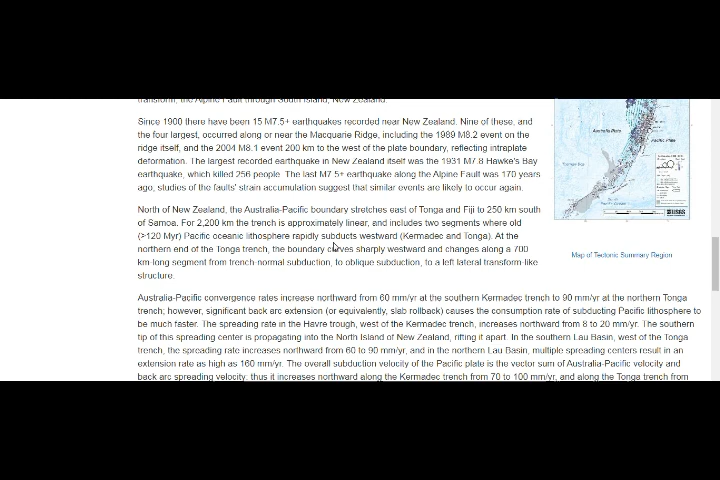 transform, the Alpine Fault through South Island, New Zealand.
Since 1900 there have been 15 M7.5+ earthquakes recorded near New Zealand. Nine of these, and
the four largest, occurred along or near the Macquarie Ridge, including the 1989 M8.2 event on the
ridge itself, and the 2004 M8.1 event 200 km to the west of the plate boundary, reflecting intraplate
deformation. The largest recorded earthquake in New Zealand itself was the 1931 M7.8 Hawke's Bay
earthquake, which killed 256 people. The last M7.5+ earthquake along the Alpine Fault was 170 years
ago; studies of the faults' strain accumulation suggest that similar events are likely to occur again.
North of New Zealand, the Australia-Pacific boundary stretches east of Tonga and Fiji to 250 km south
of Samoa. For 2,200 km the trench is approximately linear, and includes two segments where old
(>120 Myr) Pacific oceanic lithosphere rapidly subducts westward (Kermadec and Tonga). At the
northern end of the Tonga trench, the boundary curves sharply westward and changes along a 700
km-long segment from trench-normal subduction, to oblique subduction, to a left lateral transform-like
structure.
Australia Plate
Pacific Plate
USGS
Map of Tectonic Summary Region
Australia-Pacific convergence rates increase northward from 60 mm/yr at the southern Kermadec trench to 90 mm/yr at the northern Tonga
trench; however, significant back arc extension (or equivalently, slab rollback) causes the consumption rate of subducting Pacific lithosphere to
be much faster. The spreading rate in the Havre trough, west of the Kermadec trench, increases northward from 8 to 20 mm/yr. The southern
tip of this spreading center is propagating into the North Island of New Zealand, rifting it apart. In the southern Lau Basin, west of the Tonga
trench, the spreading rate increases northward from 60 to 90 mm/yr, and in the northern Lau Basin, multiple spreading centers result in an
extension rate as high as 160 mm/yr. The overall subduction velocity of the Pacific plate is the vector sum of Australia-Pacific velocity and
back arc spreading velocity: thus it increases northward along the Kermadec trench from 70 to 100 mm/yr, and along the Tonga trench from